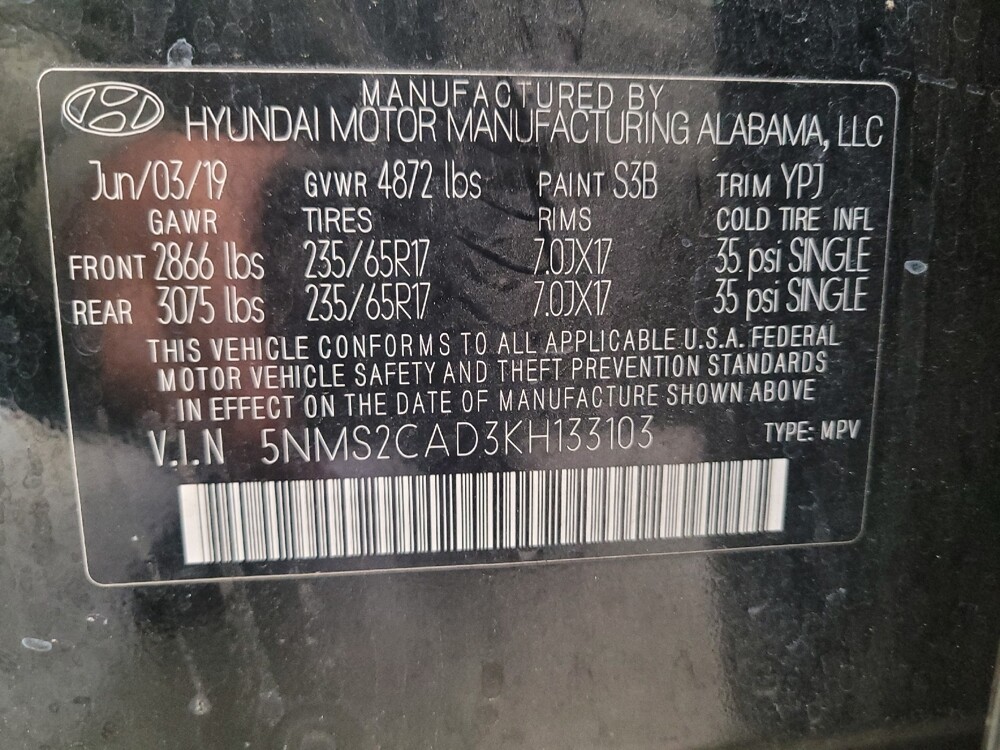 MANUFACTURED BY
HYUNDAI MOTOR MANUFACTURING ALABAMA, LLC
Jun/03/19 GVWR 4872 lbs PAINT S3B TRIM YPJ
GAWR TIRES RIMS COLD TIRE INFL
FRONT 2866 lbs 235/65R17 7.0JX17 35 psi SINGLE
REAR 3075 lbs 235/65R17 7.0JX17 35 psi SINGLE
THIS VEHICLE CONFORMS TO ALL APPLICABLE U.S.A. FEDERAL
MOTOR VEHICLE SAFETY AND THEFT PREVENTION STANDARDS
IN EFFECT ON THE DATE OF MANUFACTURE SHOWN ABOVE
V.I.N 5NMS2CAD3KH133103 TYPE: MPV